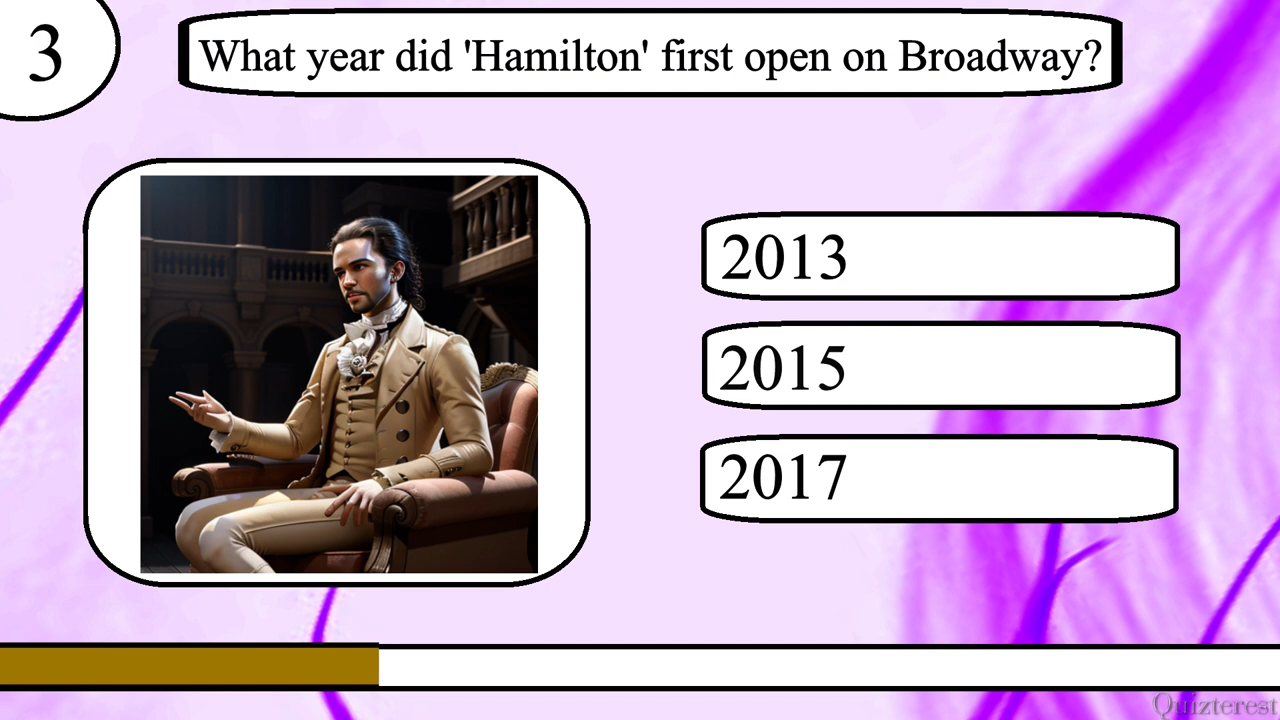 3
What year did 'Hamilton' first open on Broadway?
2013
2015
2017
Quizterest